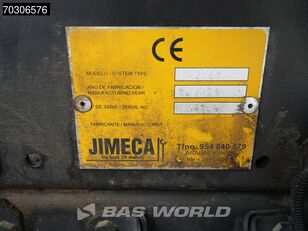 70306576
CE
MODELO / SYSTEM TYPE
AÑO DE FABRICACION /
MANUFACTURING YEAR
Nº DE SERIE / SERIAL NO
FABRICANTE / MANUFACTURER
JIMECA
Tfno. 954 840 579
BAS WORLD